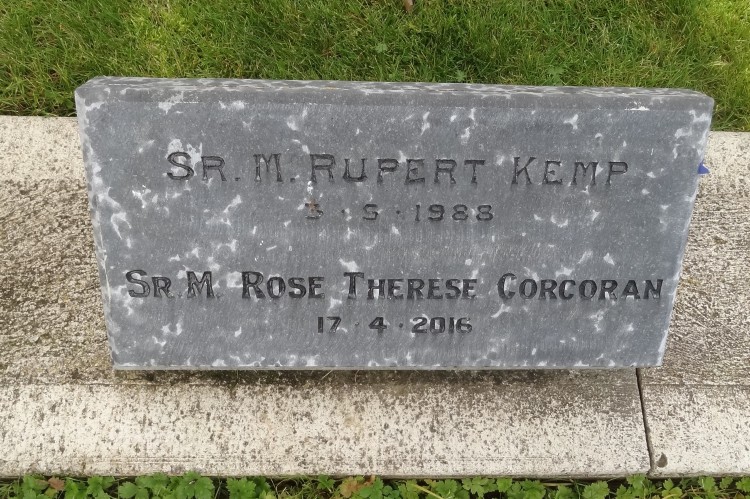 Sr. M. Rupert Kemp
3 · 5 · 1988
Sr. M. Rose Therese Corcoran
17 · 4 · 2016